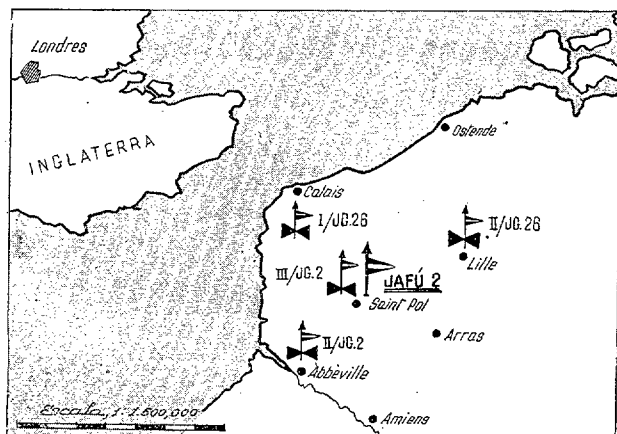 Londres
INGLATERRA
Ostende
Calais
I/JG.26
II/JG.26
Lille
III/JG.2
JAFÚ 2
Saint Pol
Arras
II/JG.2
Abbèville
Amiens
Escala, 1:1.500,000